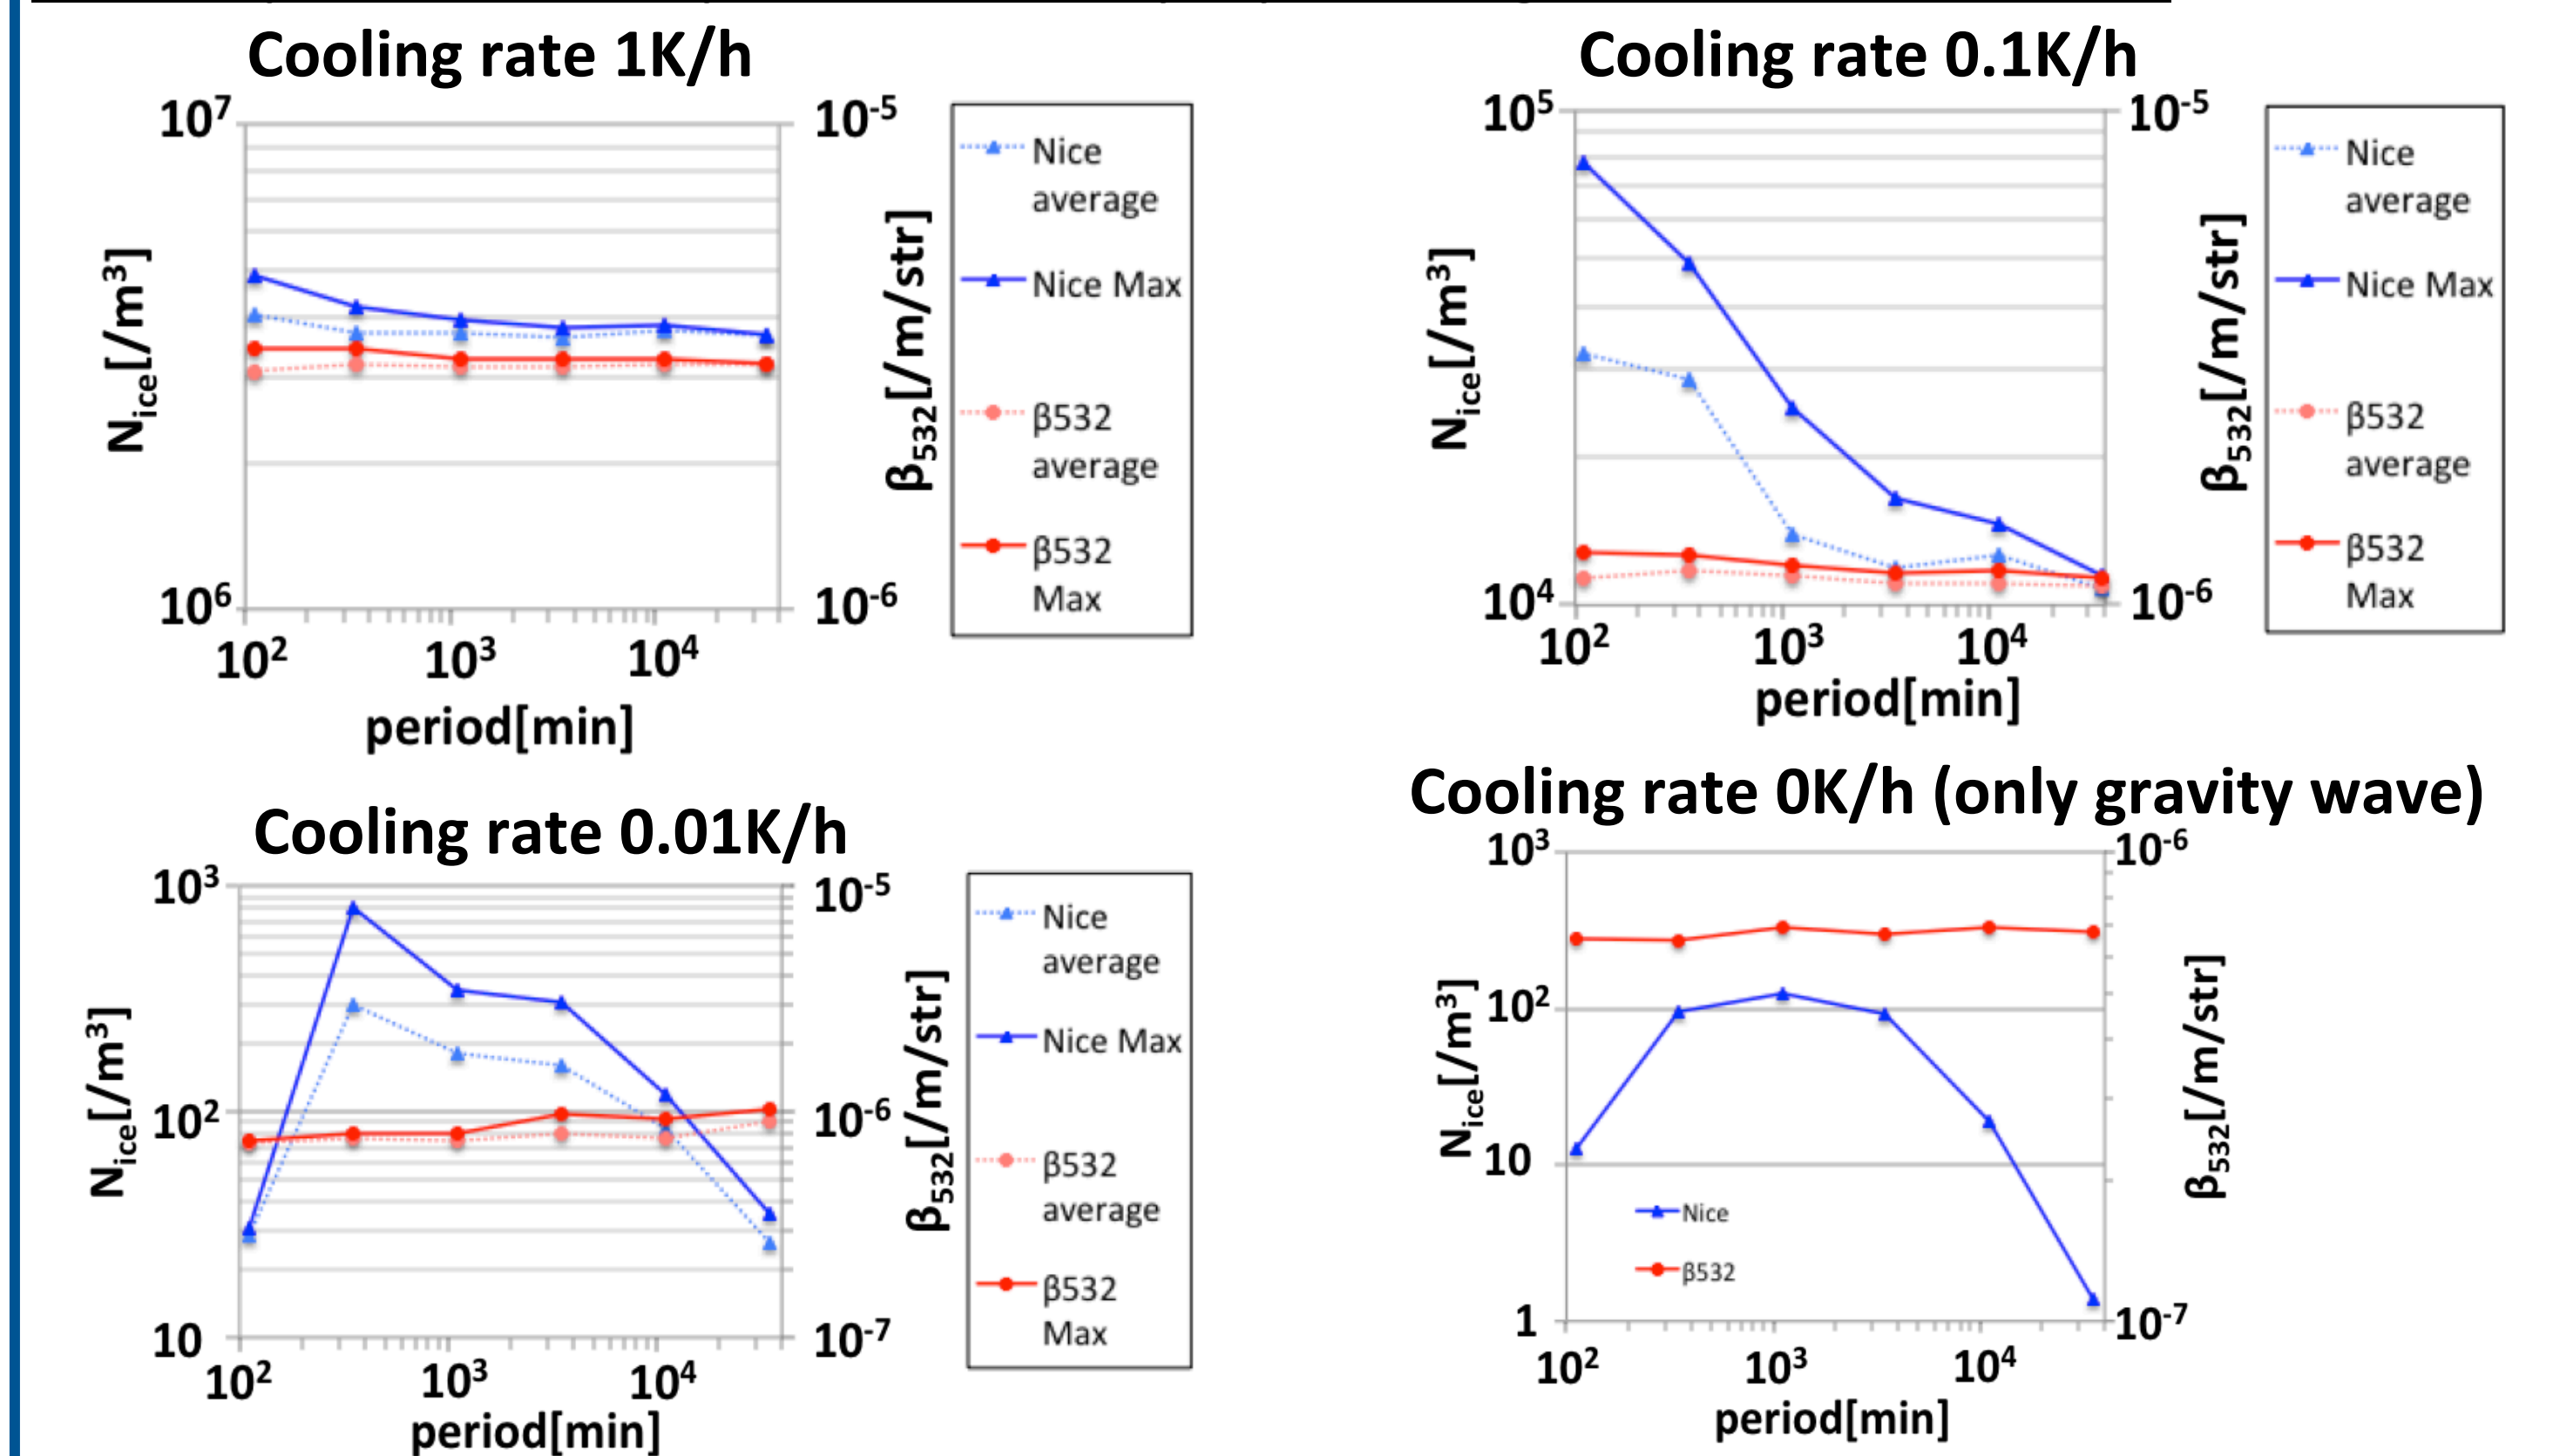 Cooling rate 1K/h
10⁷
10⁶
N_ice[/m³]
10⁻⁵
10⁻⁶
β₅₃₂[/m/str]
10²
10³
10⁴
period[min]
Nice
average
Nice Max
β532
average
β532
Max
Cooling rate 0.1K/h
10⁵
10⁴
N_ice[/m³]
10⁻⁵
10⁻⁶
β₅₃₂[/m/str]
10²
10³
10⁴
period[min]
Nice
average
Nice Max
β532
average
β532
Max
Cooling rate 0.01K/h
10³
10²
10
N_ice[/m³]
10⁻⁵
10⁻⁶
10⁻⁷
β₅₃₂[/m/str]
10²
10³
10⁴
period[min]
Nice
average
Nice Max
β532
average
β532
Max
Cooling rate 0K/h (only gravity wave)
10³
10²
10
1
N_ice[/m³]
10⁻⁶
10⁻⁷
β₅₃₂[/m/str]
Nice
β532
10²
10³
10⁴
period[min]